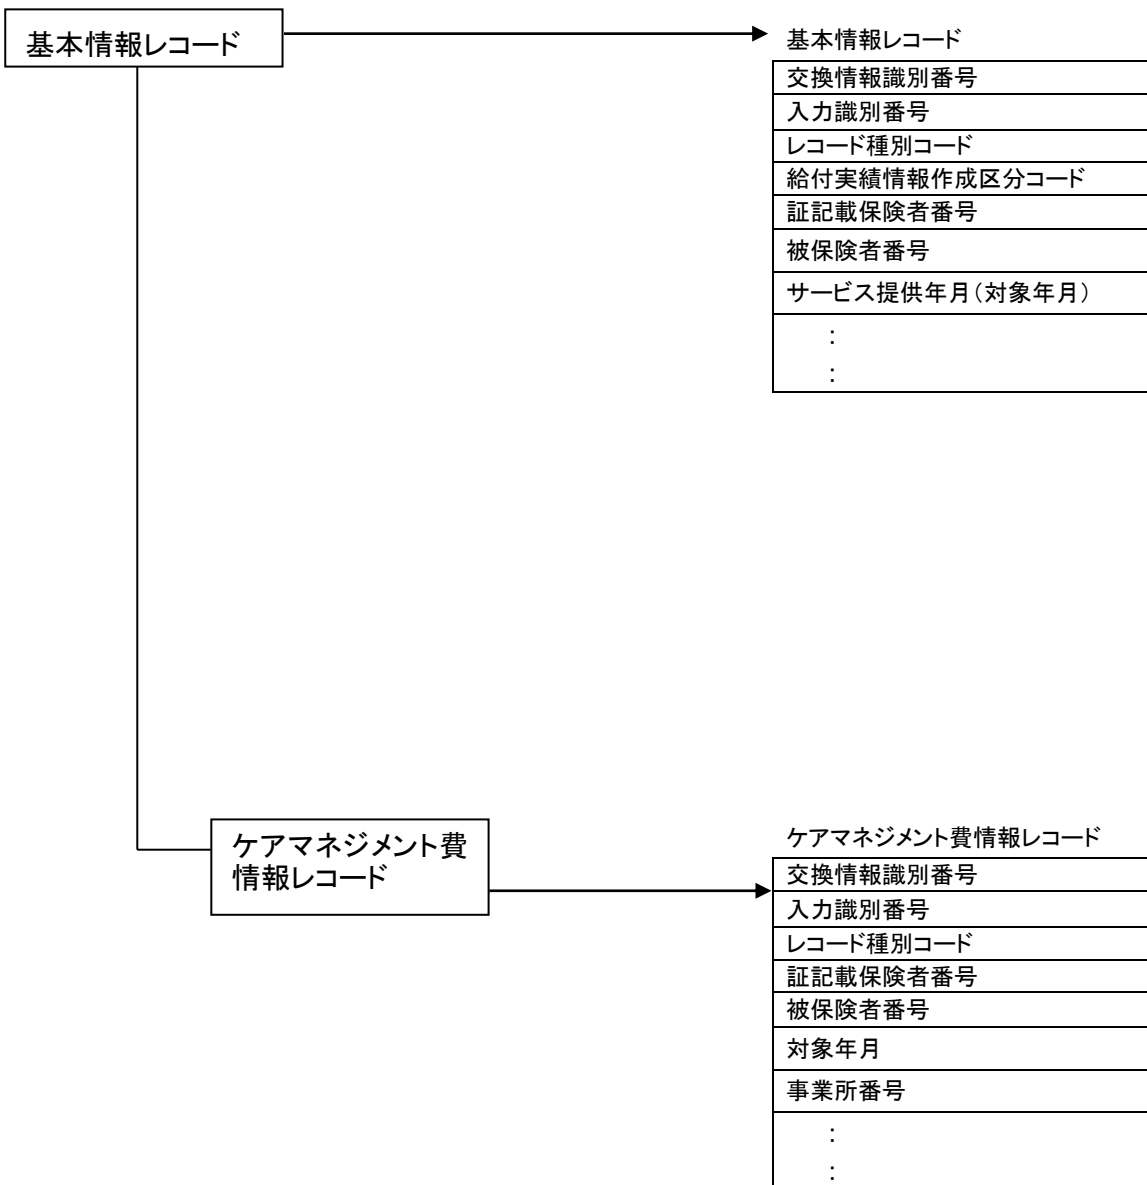 基本情報レコード
基本情報レコード
交換情報識別番号
入力識別番号
レコード種別コード
給付実績情報作成区分コード
証記載保険者番号
被保険者番号
サービス提供年月(対象年月)
:
:
ケアマネジメント費
情報レコード
ケアマネジメント費情報レコード
交換情報識別番号
入力識別番号
レコード種別コード
証記載保険者番号
被保険者番号
対象年月
事業所番号
:
: